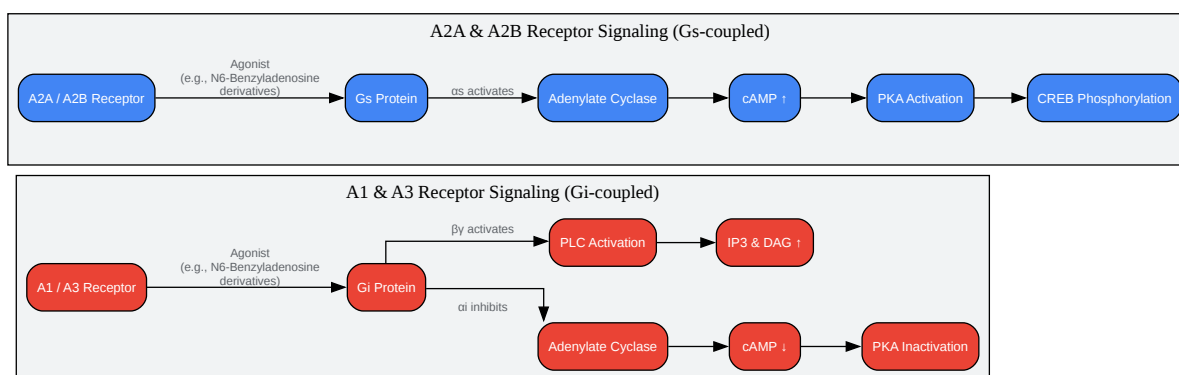 A2A & A2B Receptor Signaling (Gs-coupled)
A2A / A2B Receptor
Agonist
(e.g., N6-Benzyladenosine
derivatives)
Gs Protein
αs activates
Adenylate Cyclase
cAMP ↑
PKA Activation
CREB Phosphorylation
A1 & A3 Receptor Signaling (Gi-coupled)
A1 / A3 Receptor
Agonist
(e.g., N6-Benzyladenosine
derivatives)
Gi Protein
βγ activates
PLC Activation
IP3 & DAG ↑
αi inhibits
Adenylate Cyclase
cAMP ↓
PKA Inactivation